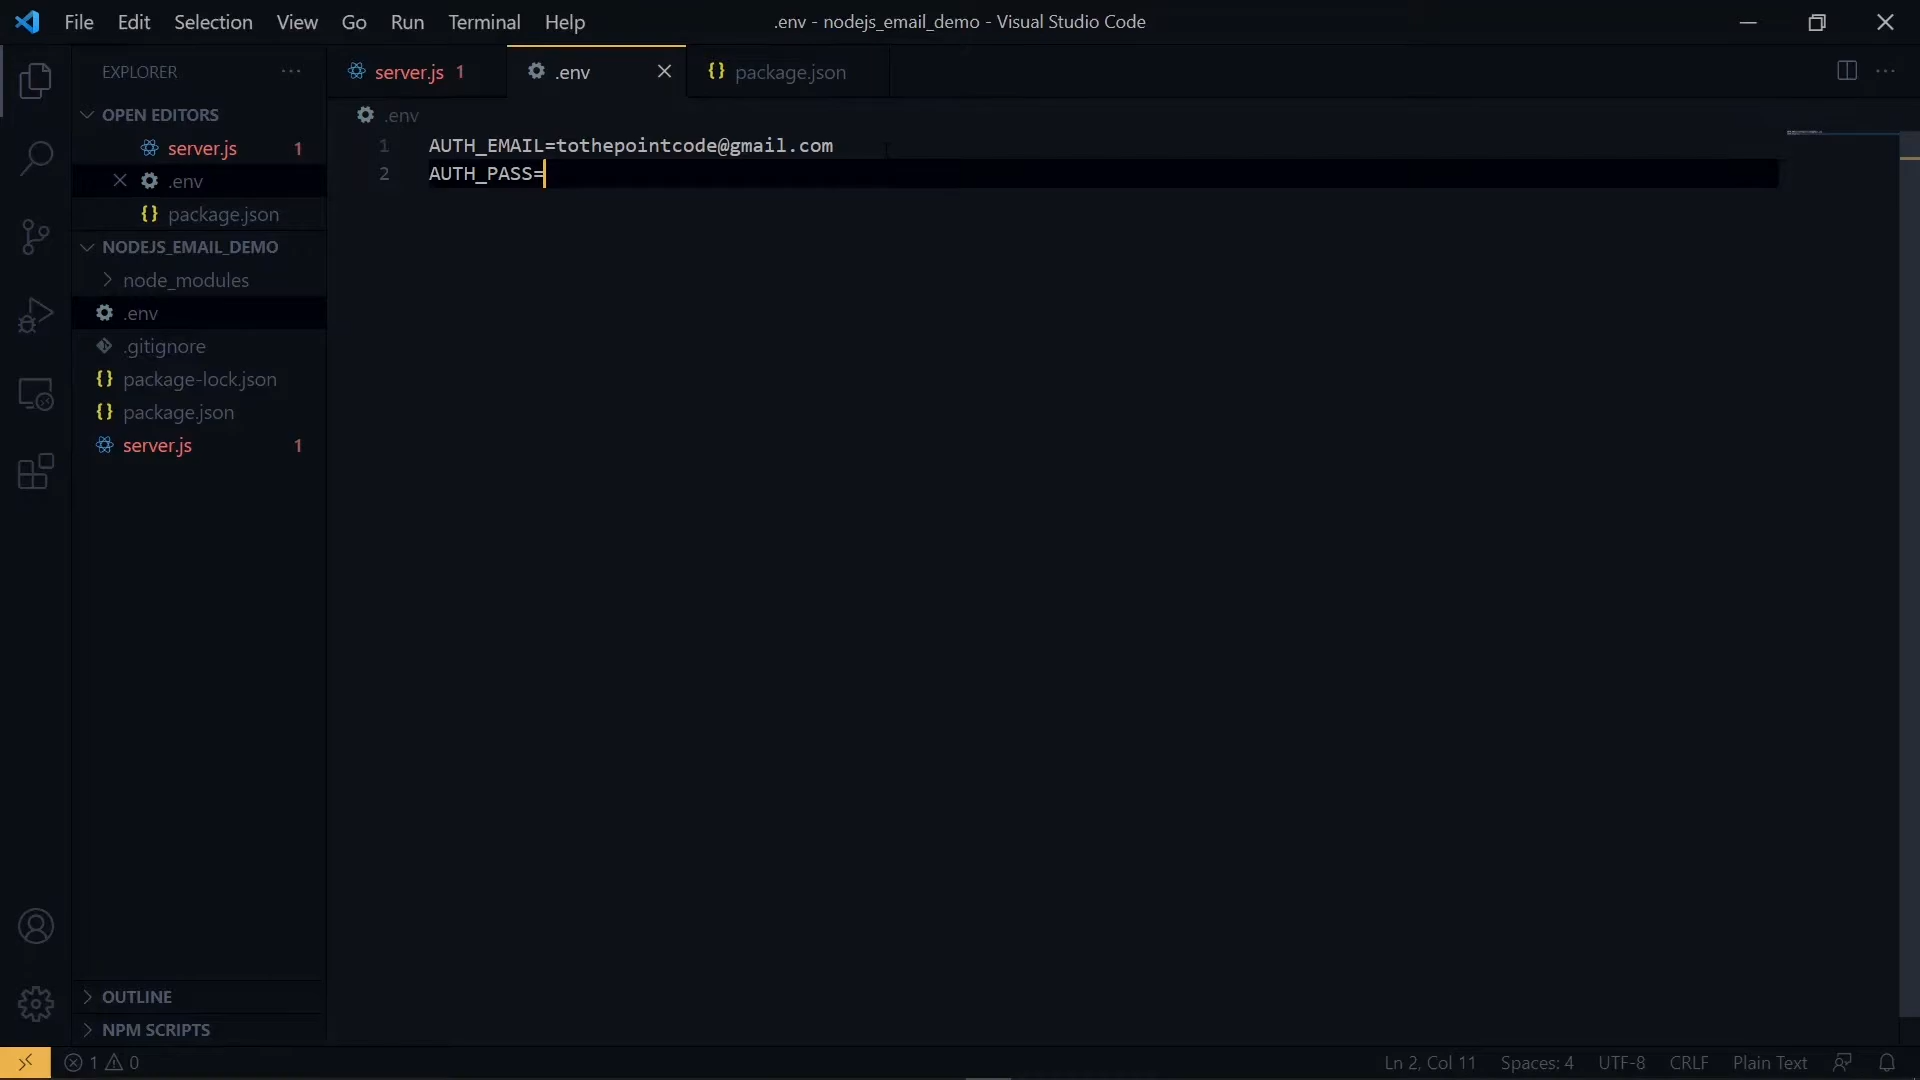 File Edit Selection View Go Run Terminal Help
.env - nodejs_email_demo - Visual Studio Code
EXPLORER
server.js 1
.env
package.json
OPEN EDITORS
server.js 1
.env
package.json
NODEJS_EMAIL_DEMO
node_modules
.env
.gitignore
package-lock.json
package.json
server.js 1
OUTLINE
NPM SCRIPTS
.env
1 AUTH_EMAIL=tothepointcode@gmail.com
2 AUTH_PASS=
1 0
Ln 2, Col 11 Spaces: 4 UTF-8 CRLF Plain Text